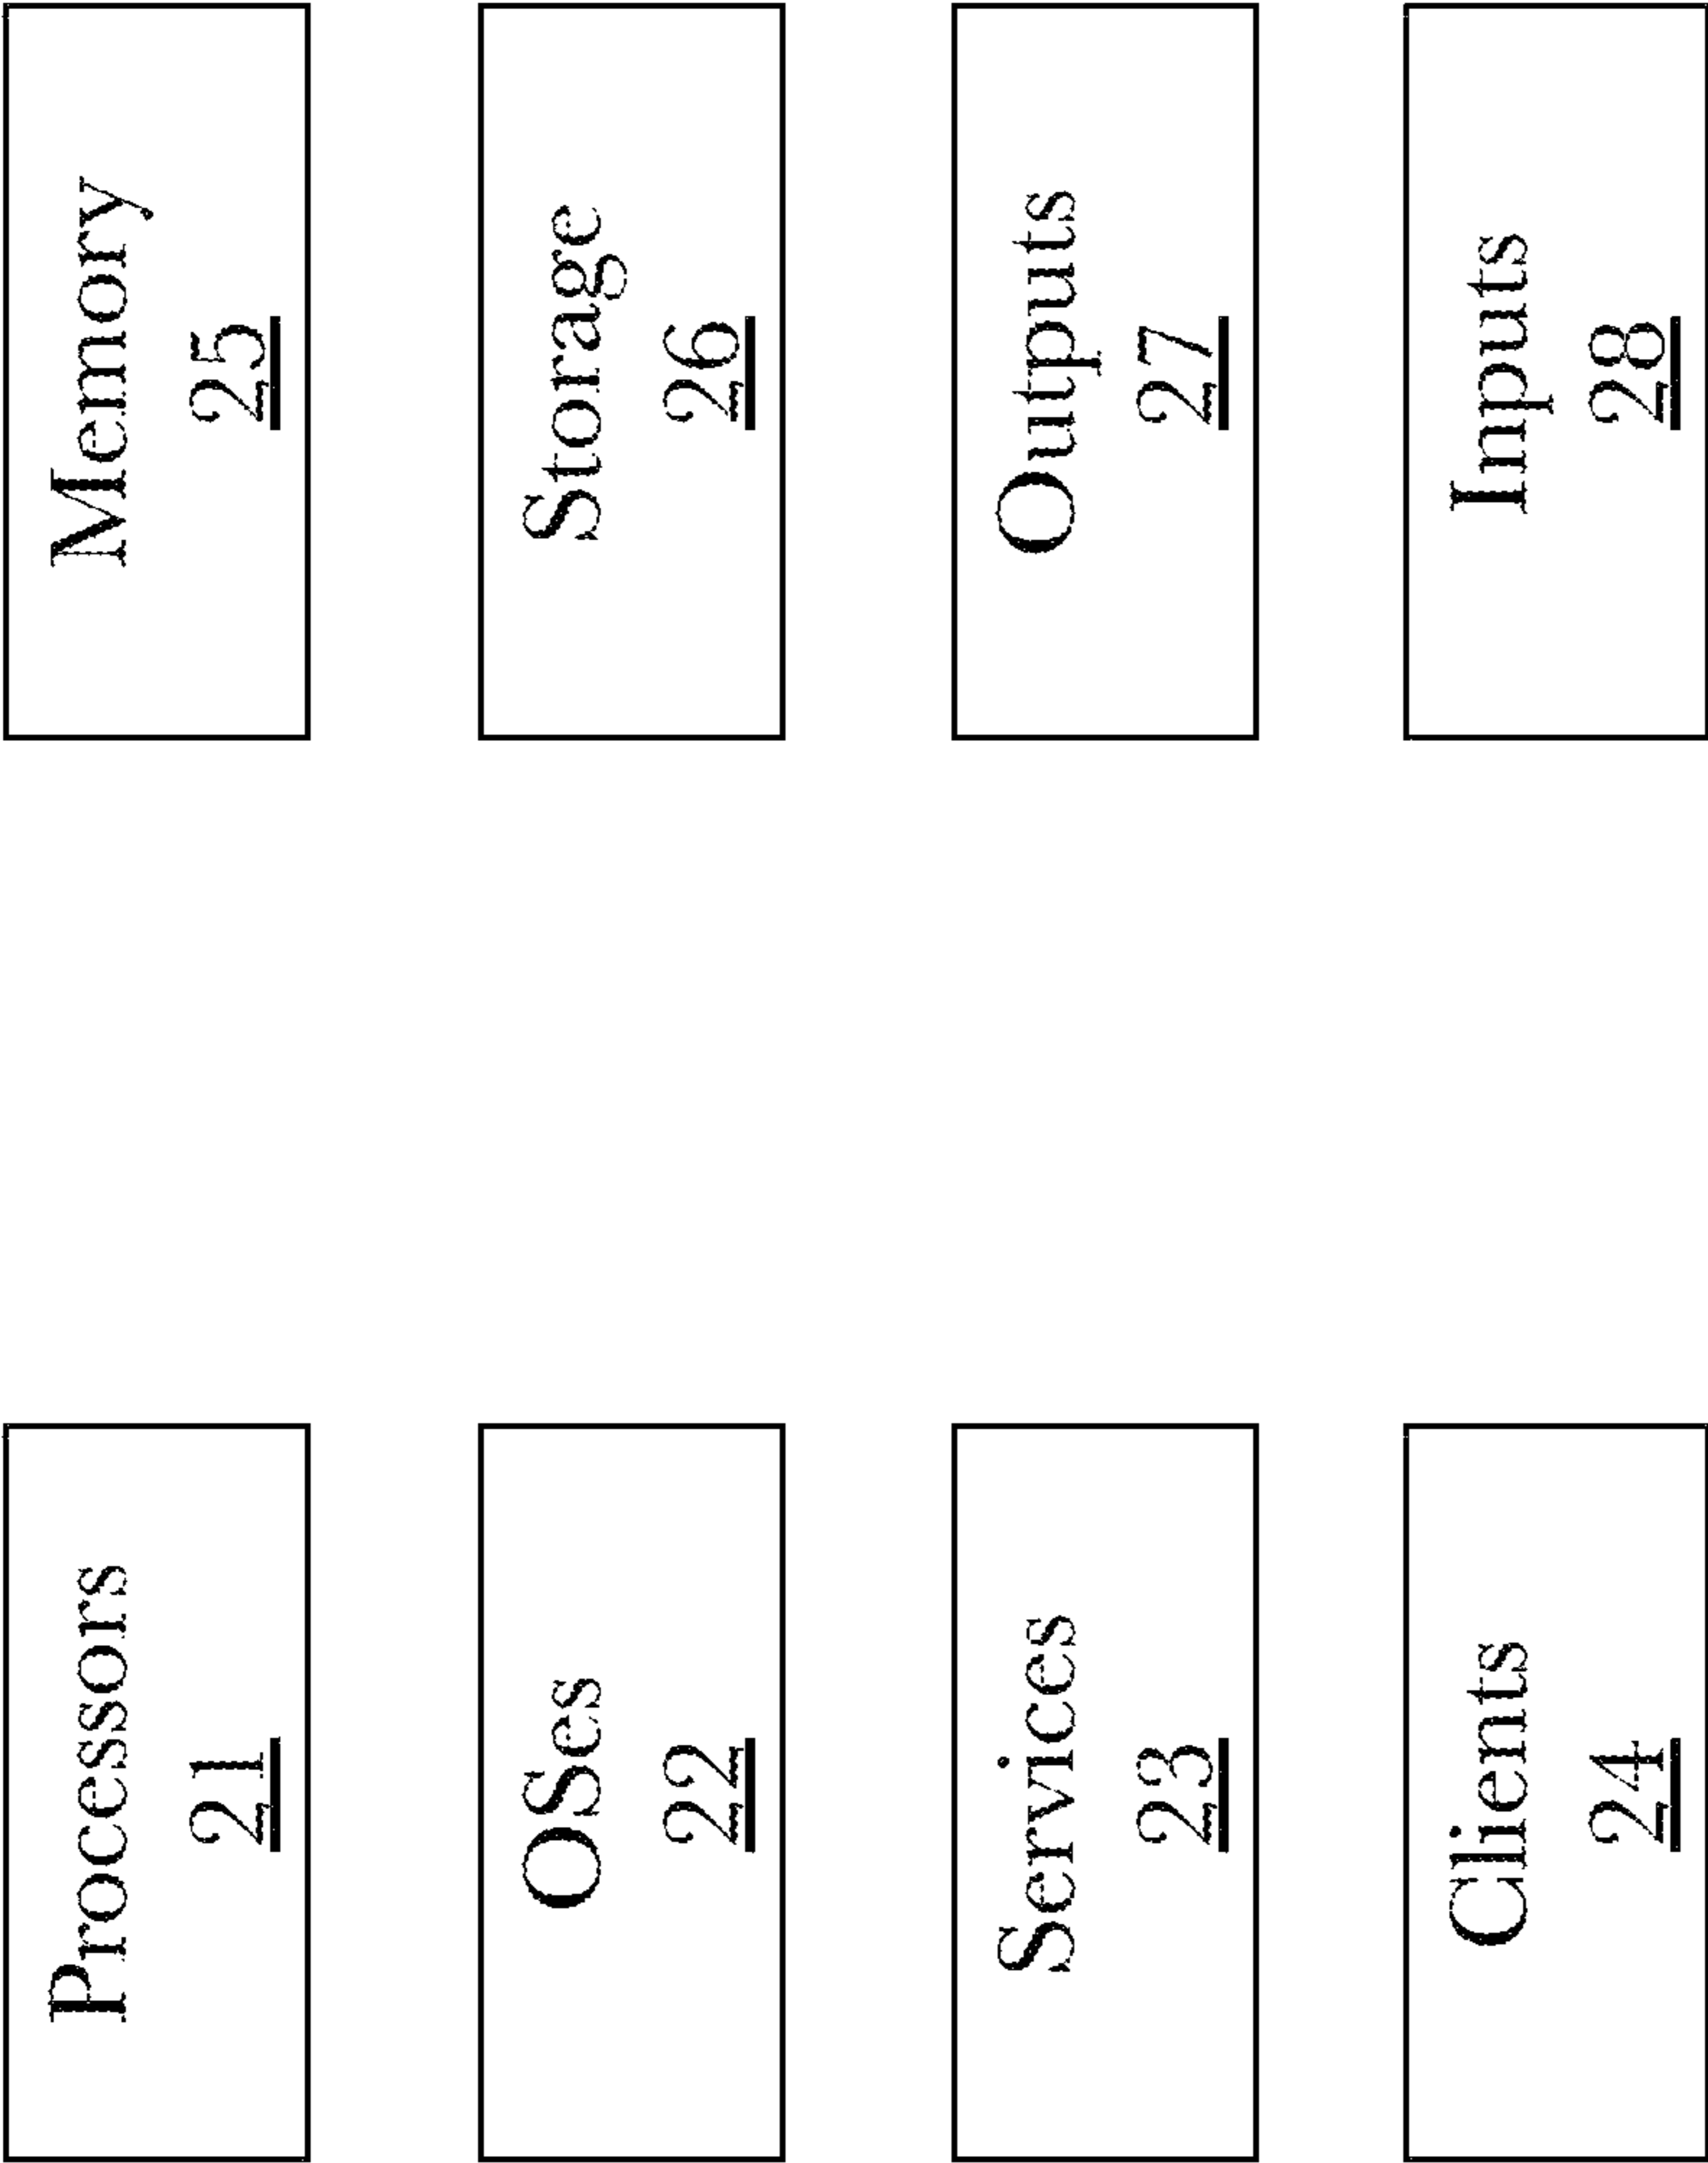 Processors
21
Memory
25
OSes
22
Storage
26
Services
23
Outputs
27
Clients
24
Inputs
28